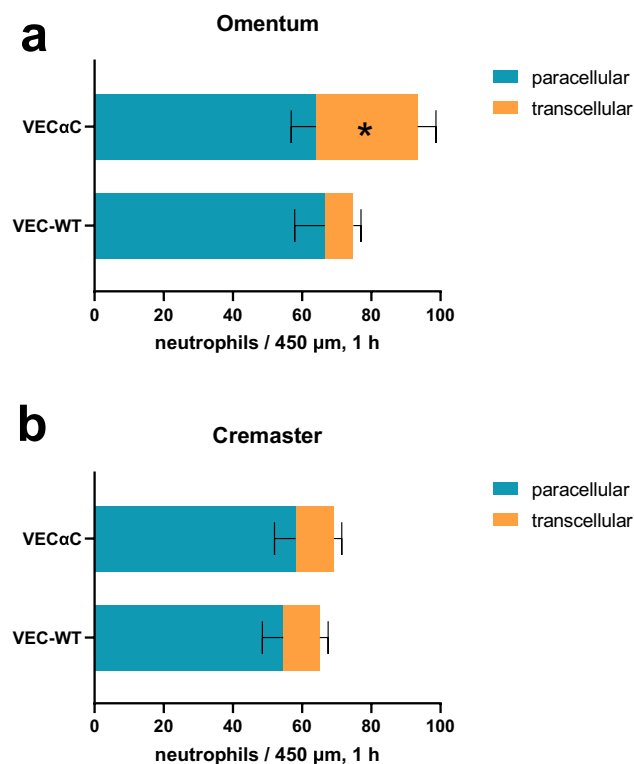 a
Omentum
paracellular
transcellular
VECαC
*
VEC-WT
0 20 40 60 80 100
neutrophils / 450 µm, 1 h
b
Cremaster
paracellular
transcellular
VECαC
VEC-WT
0 20 40 60 80 100
neutrophils / 450 µm, 1 h